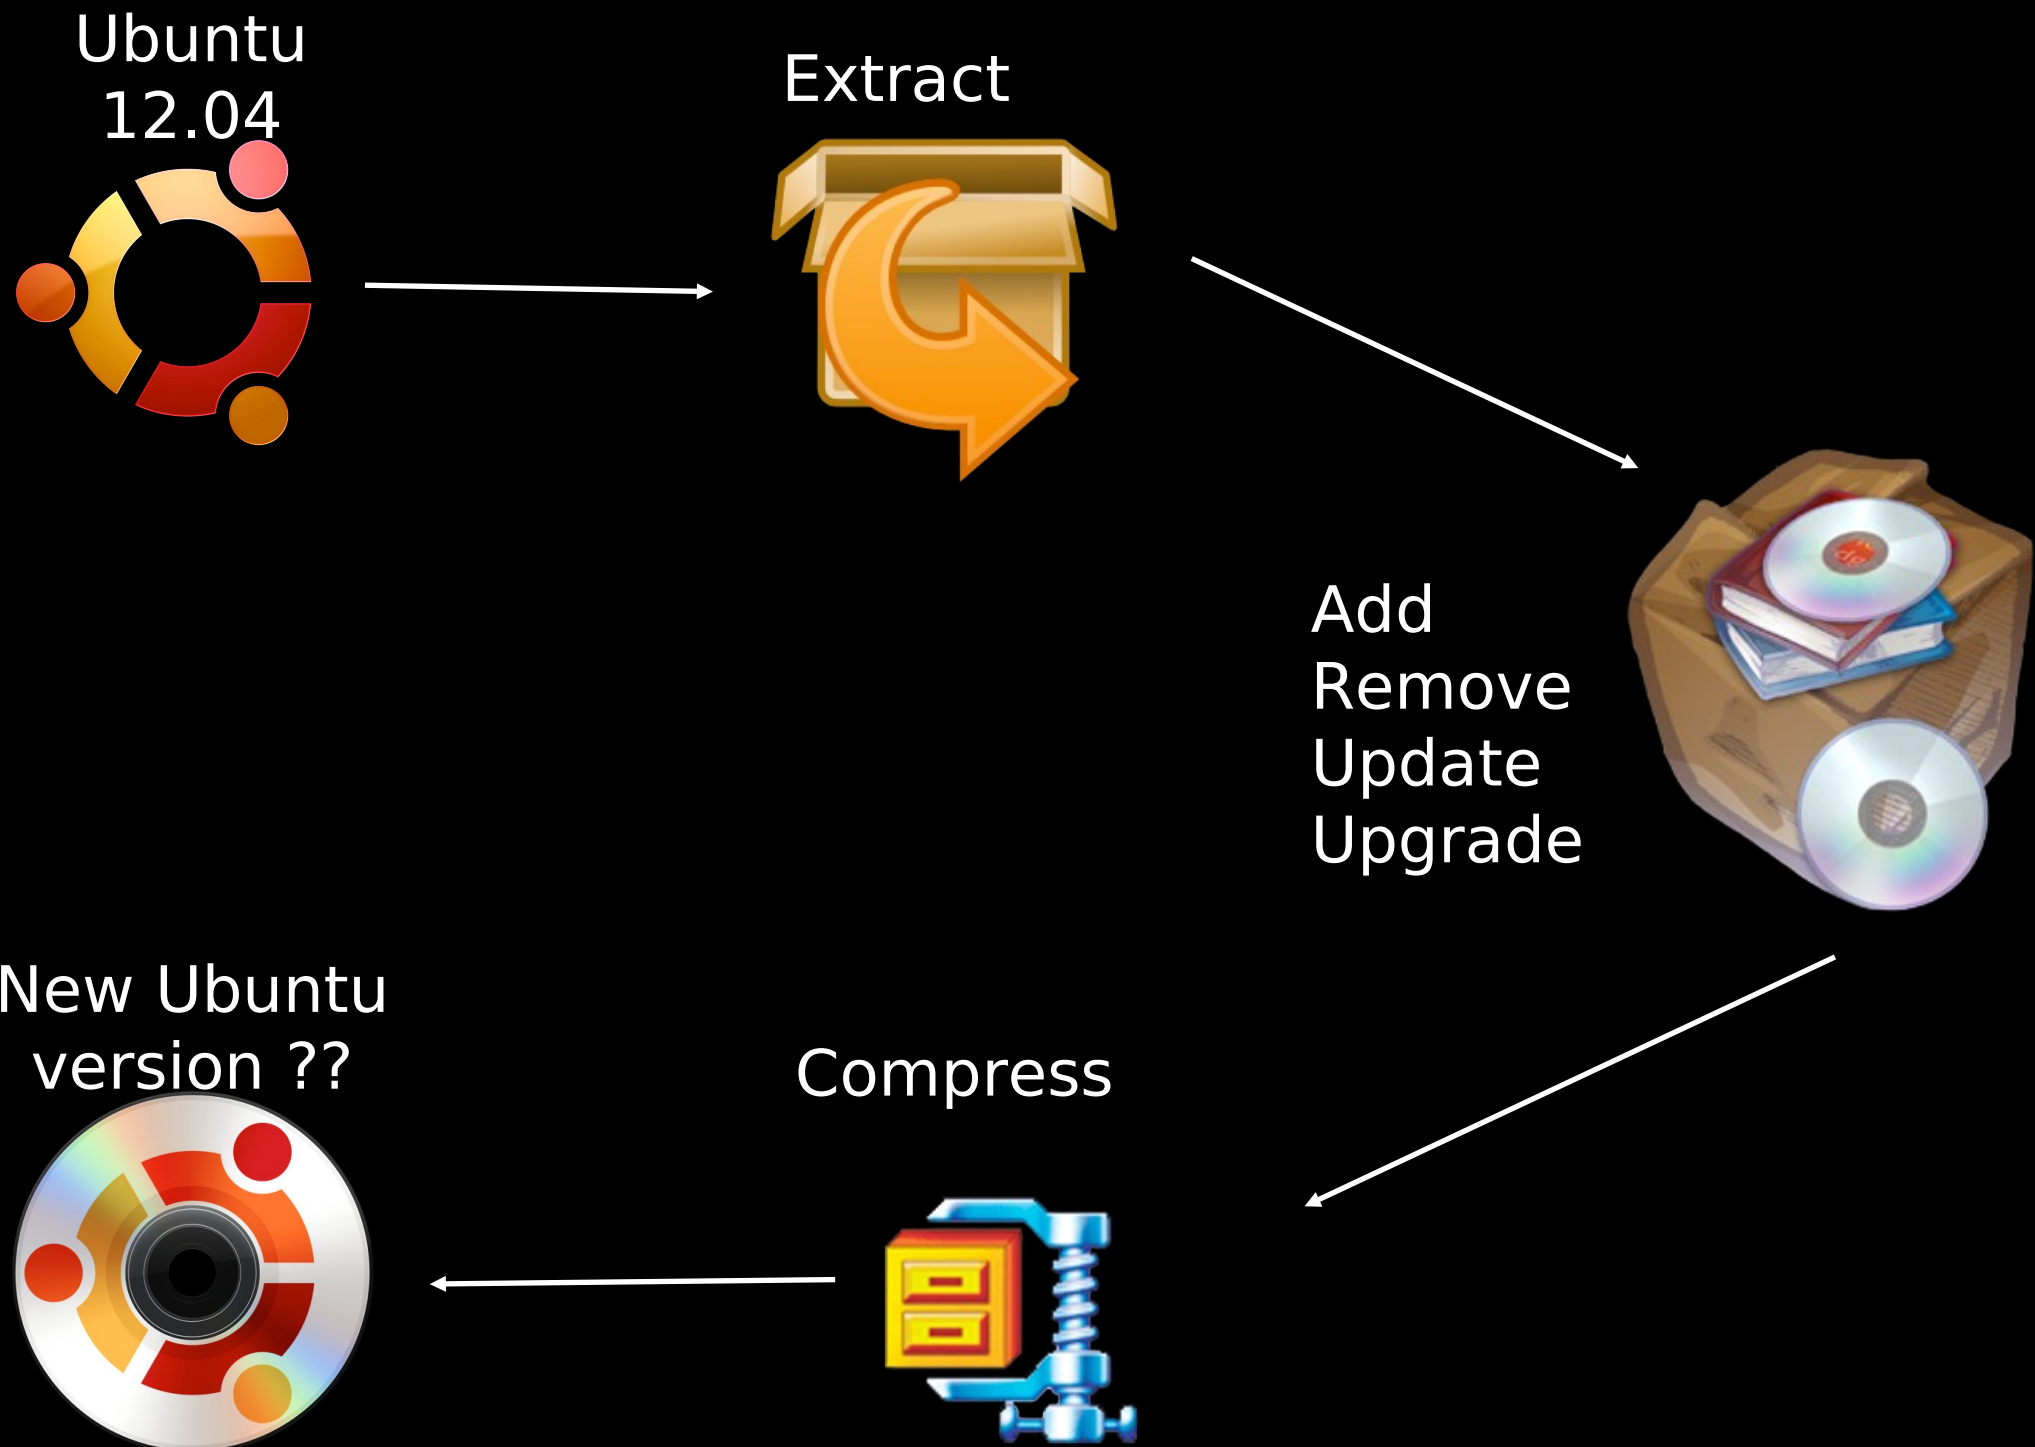 Ubuntu
12.04
Extract
Add
Remove
Update
Upgrade
Compress
New Ubuntu
version ??